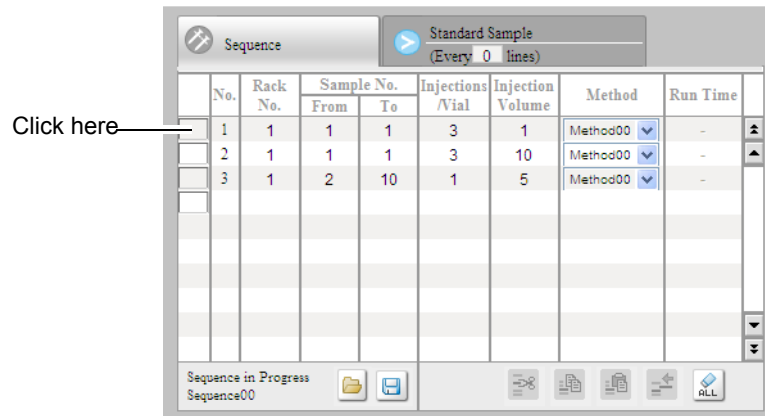 Sequence
Standard Sample
(Every 0 lines)
No. Rack No. Sample No. From To Injections /Vial Injection Volume Method Run Time
Click here
1 1 1 1 3 1 Method00 -
2 1 1 1 3 10 Method00 -
3 1 2 10 1 5 Method00 -
Sequence in Progress
Sequence00
ALL